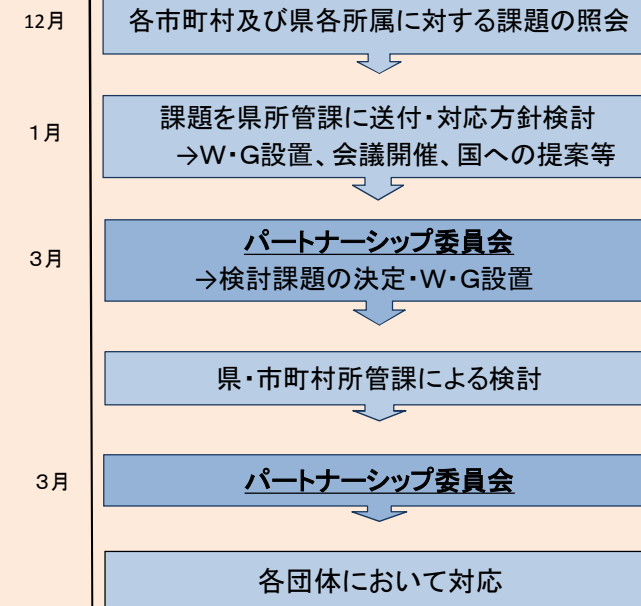 12月
各市町村及び県各所属に対する課題の照会
1月
課題を県所管課に送付・対応方針検討
→W・G設置、会議開催、国への提案等
3月
パートナーシップ委員会
→検討課題の決定・W・G設置
県・市町村所管課による検討
3月
パートナーシップ委員会
各団体において対応